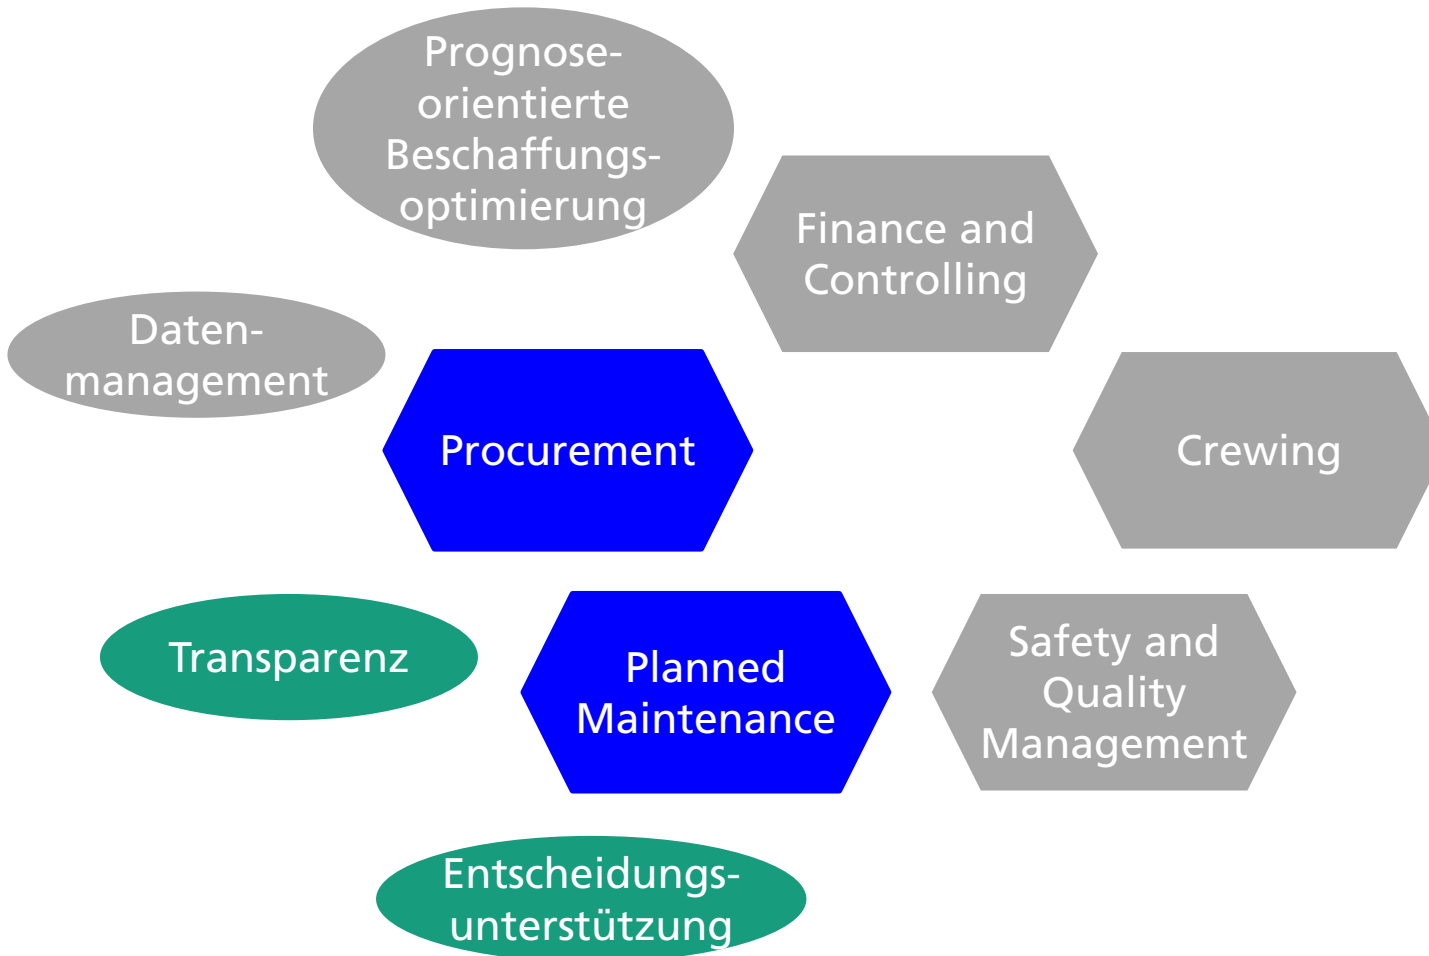 Prognose-
orientierte
Beschaffungs-
optimierung
Finance and
Controlling
Daten-
management
Procurement
Crewing
Transparenz
Planned
Maintenance
Safety and
Quality
Management
Entscheidungs-
unterstützung